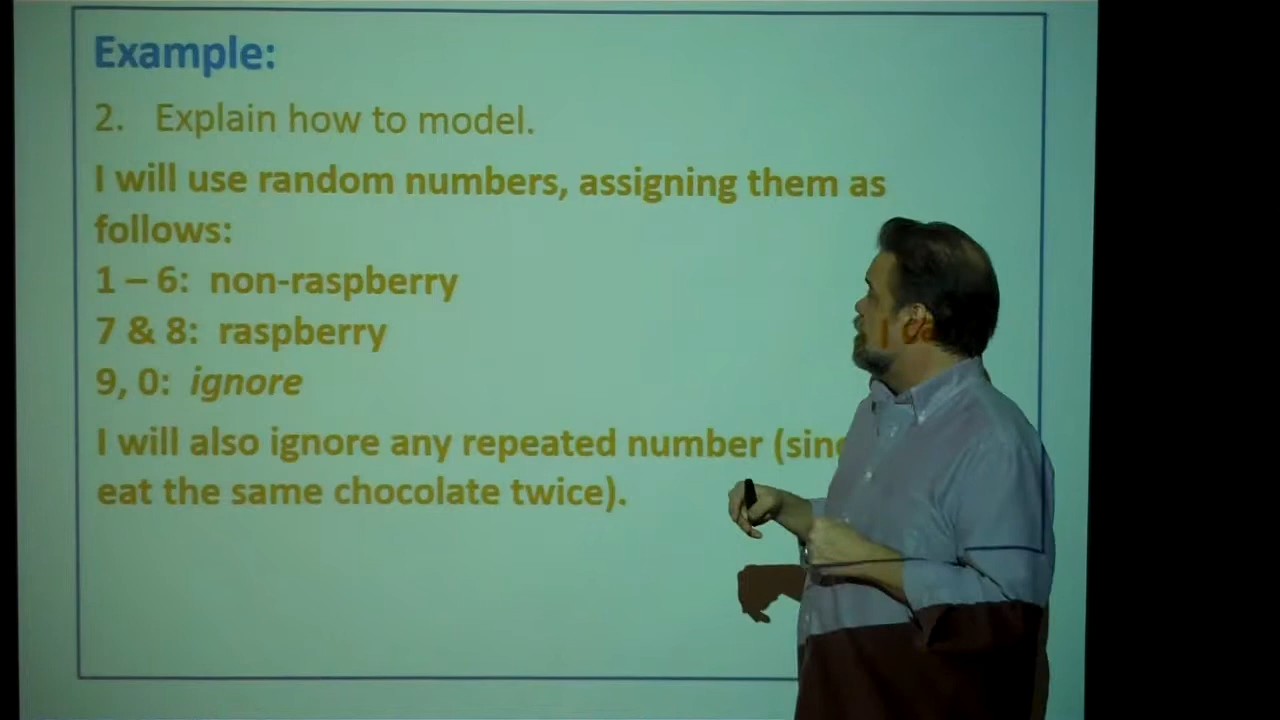 Example:
2. Explain how to model.
I will use random numbers, assigning them as
follows:
1 – 6: non-raspberry
7 & 8: raspberry
9, 0: ignore
I will also ignore any repeated number (
eat the same chocolate twice).